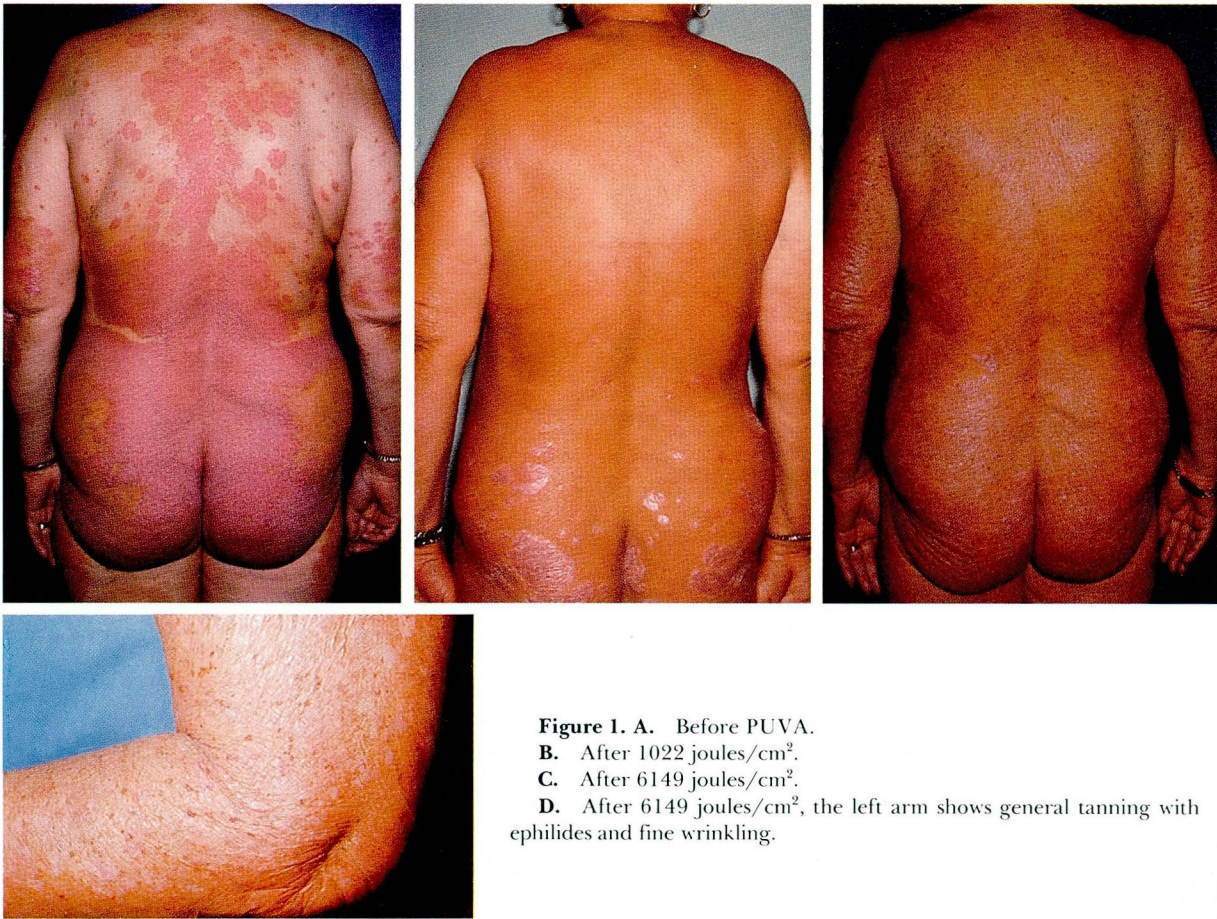 Figure 1. A. Before PUVA.
B. After 1022 joules/cm².
C. After 6149 joules/cm².
D. After 6149 joules/cm², the left arm shows general tanning with
ephilides and fine wrinkling.